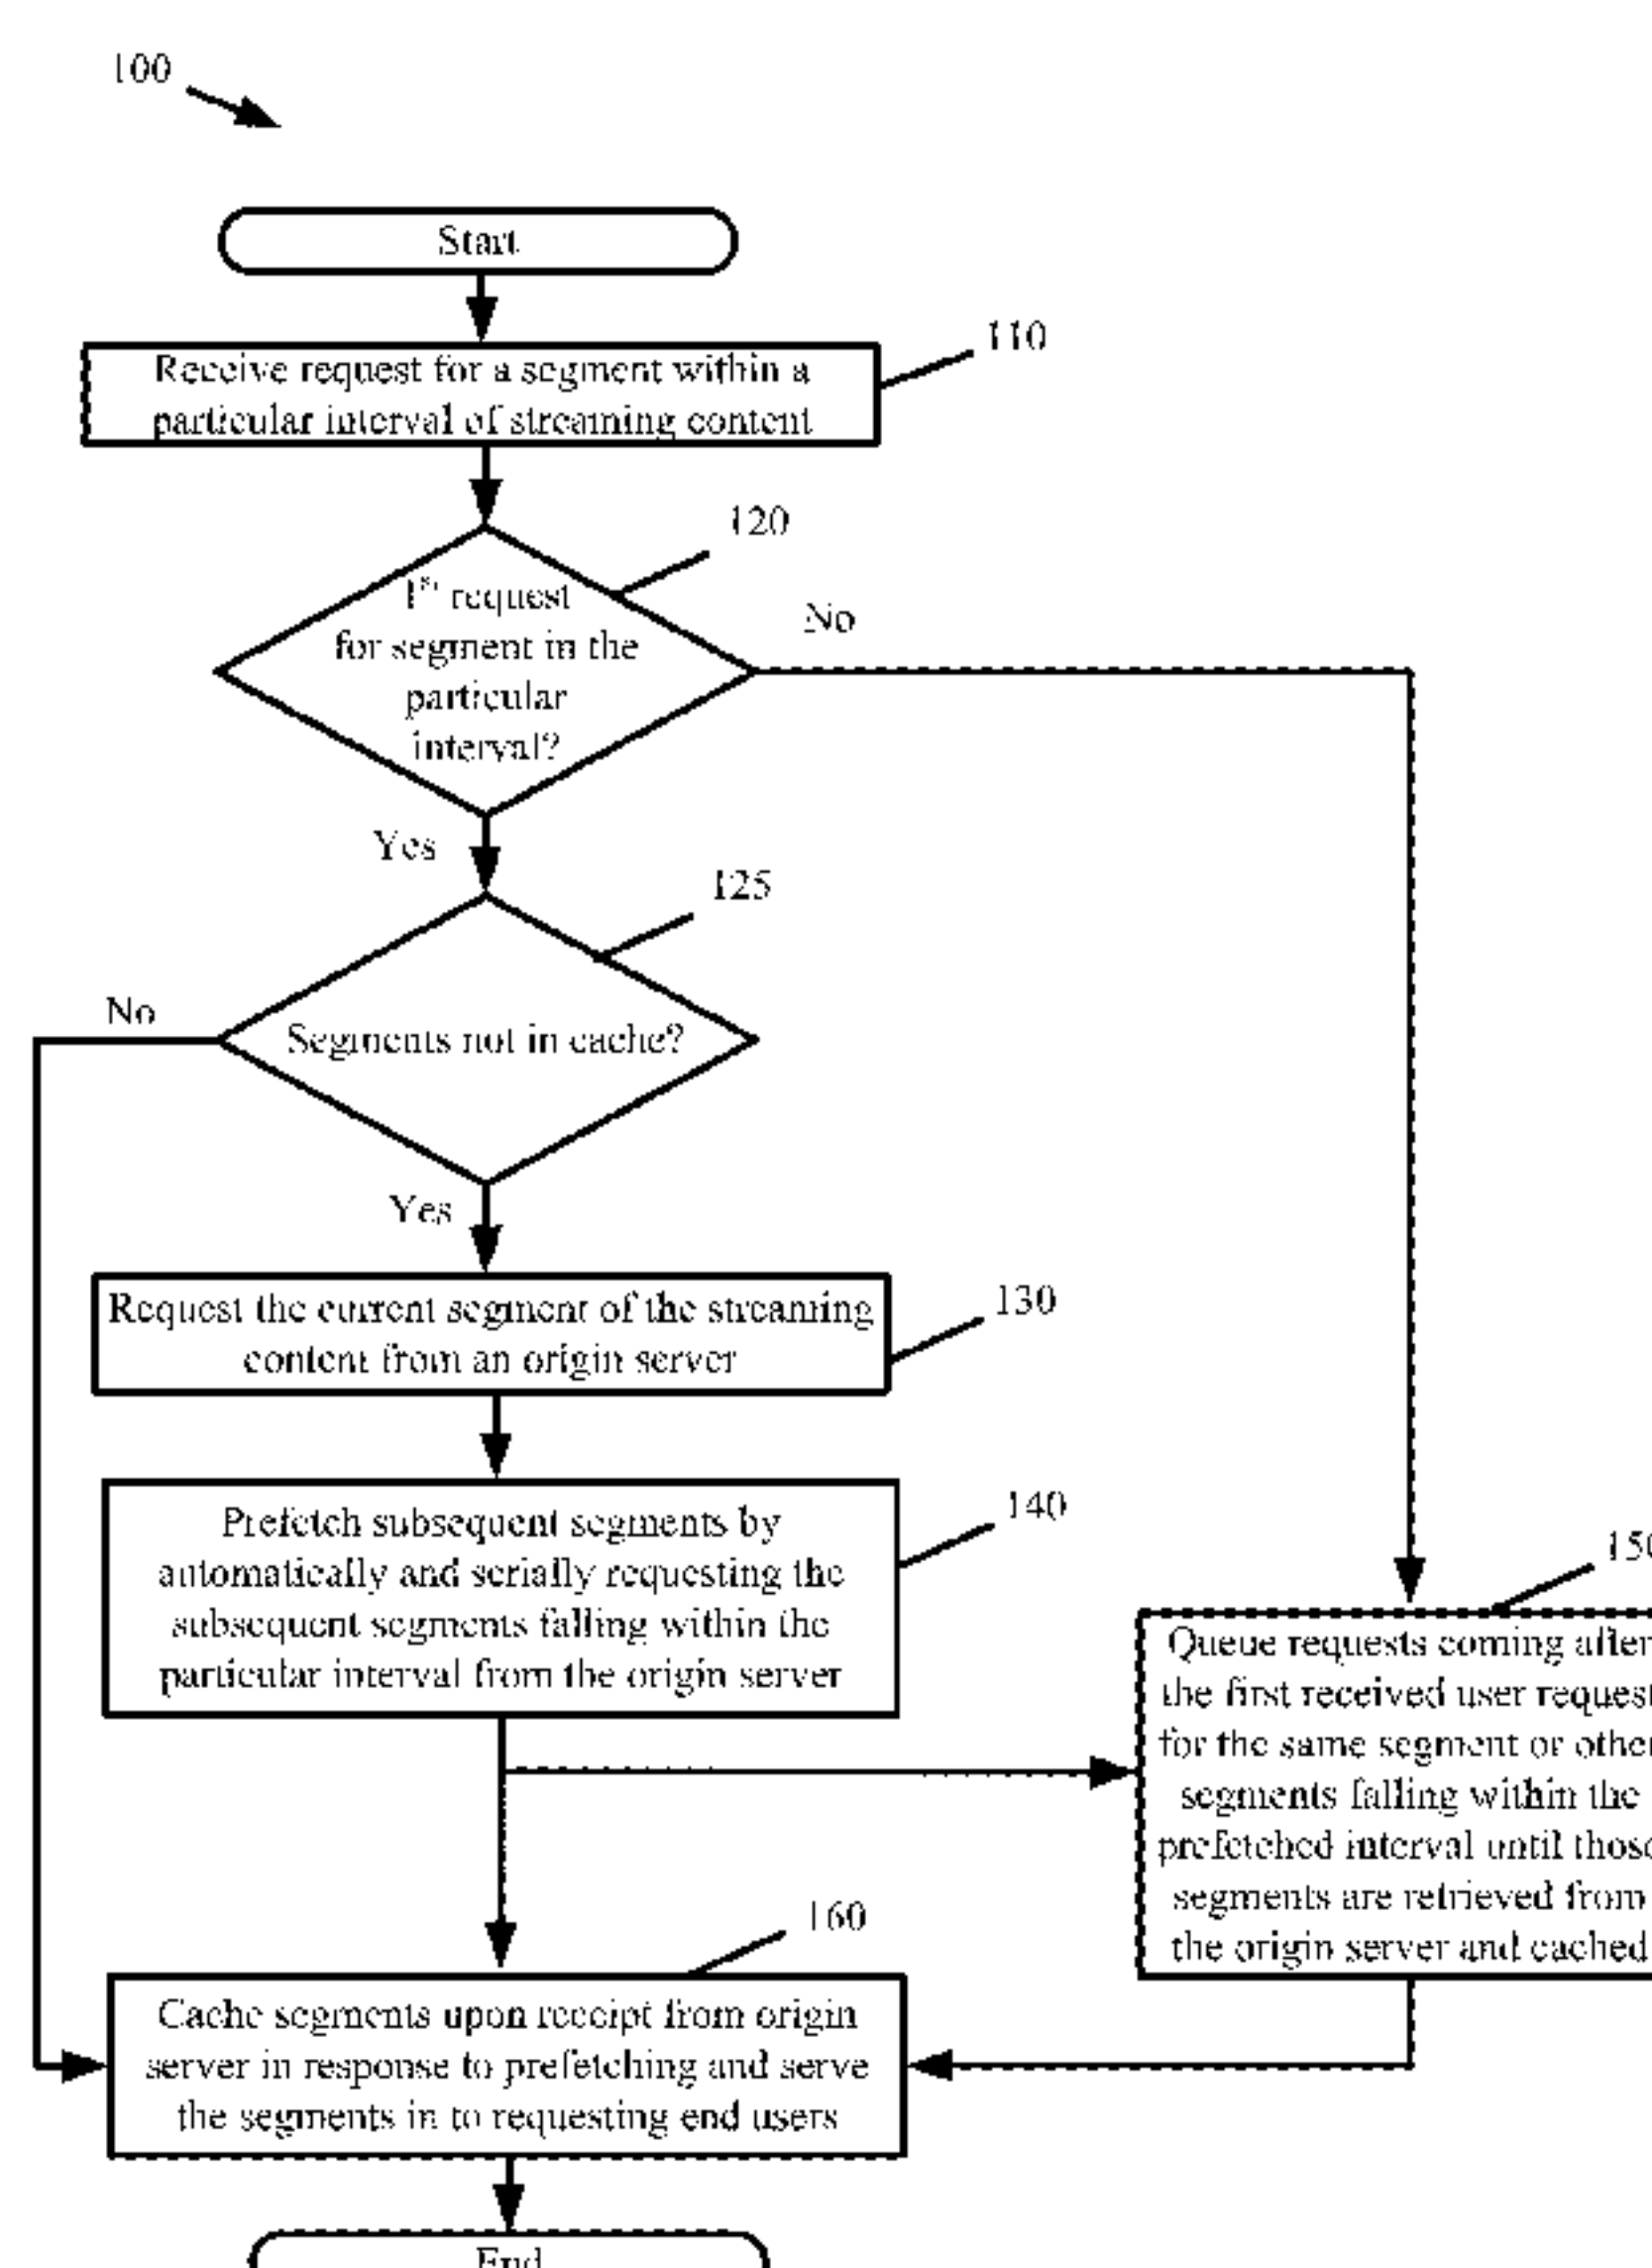 100
Start
110
Receive request for a segment within a
particular interval of streaming content
120
1st request
for segment in the
particular
interval?
No
Yes
125
Segments not in cache?
No
Yes
130
Request the current segment of the streaming
content from an origin server
140
Prefetch subsequent segments by
automatically and serially requesting the
subsequent segments falling within the
particular interval from the origin server
150
Queue requests coming after
the first received user request
for the same segment or other
segments falling within the
prefetched interval until those
segments are retrieved from
the origin server and cached
160
Cache segments upon receipt from origin
server in response to prefetching and serve
the segments in to requesting end users
End